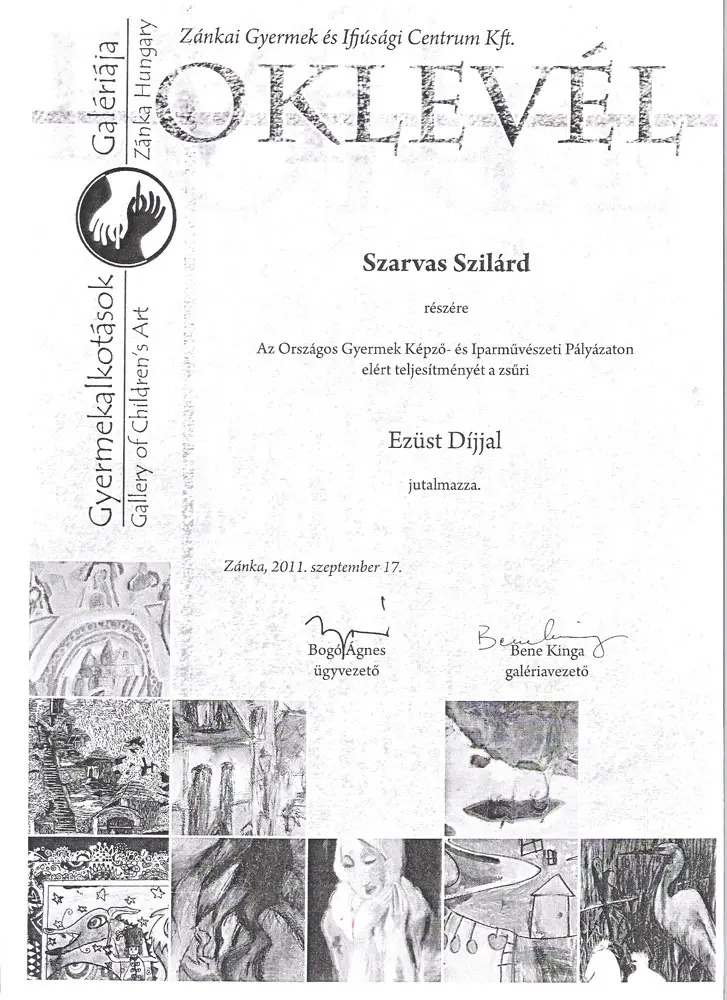 Zánkai Gyermek és Ifjúsági Centrum Kft.
OKLEVÉL
Gyermekalkotások Galériája
Gallery of Children's Art Zánka Hungary
Szarvas Szilárd
részére
Az Országos Gyermek Képző- és Iparművészeti Pályázaton
elért teljesítményét a zsűri
Ezüst Díjjal
jutalmazza.
Zánka, 2011. szeptember 17.
Bogó Ágnes
ügyvezető
Bene Kinga
galériavezető